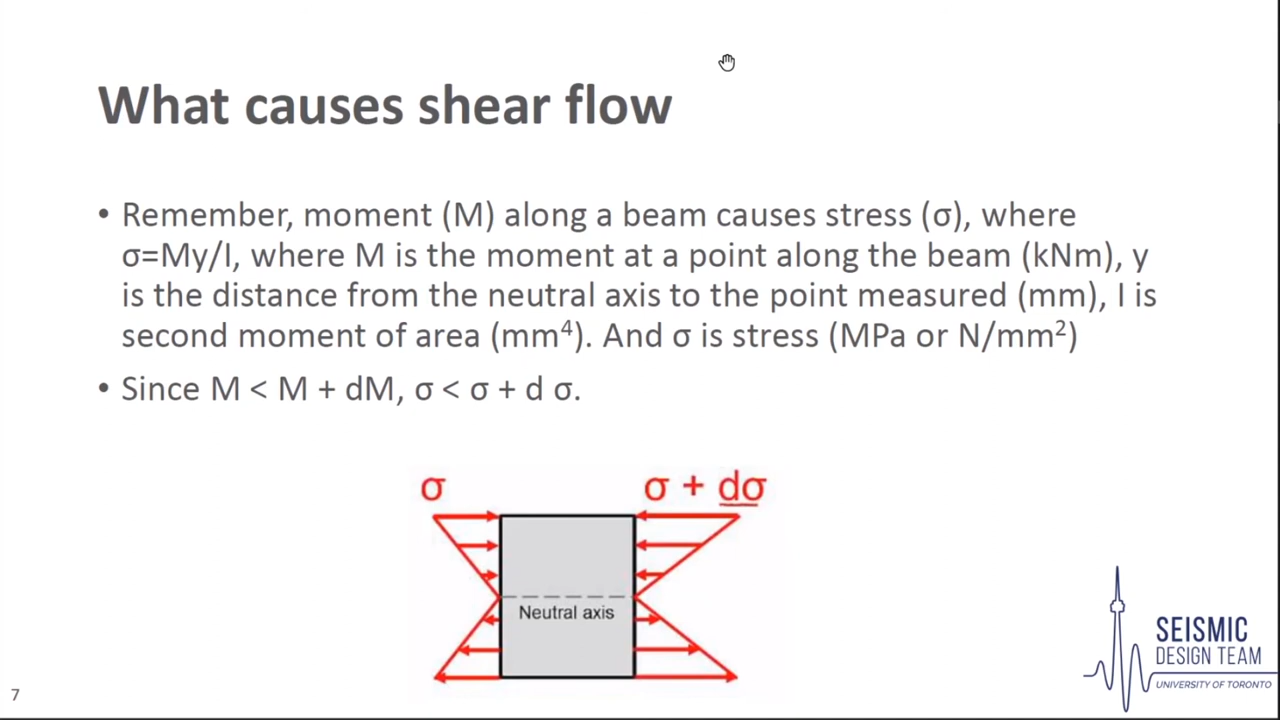 What causes shear flow
• Remember, moment (M) along a beam causes stress (σ), where
σ=My/I, where M is the moment at a point along the beam (kNm), y
is the distance from the neutral axis to the point measured (mm), I is
second moment of area (mm⁴). And σ is stress (MPa or N/mm²)
• Since M < M + dM, σ < σ + d σ.
σ
σ + dσ
Neutral axis
SEISMIC
DESIGN TEAM
UNIVERSITY OF TORONTO
7